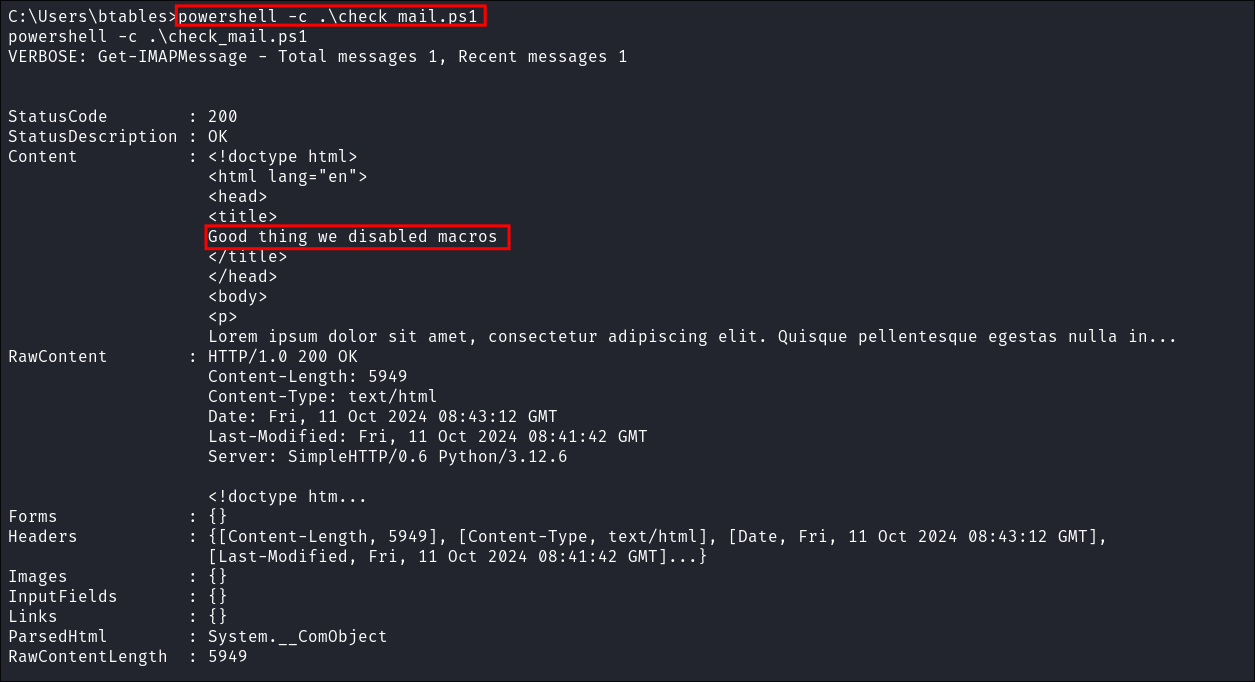 C:\Users\btables>powershell -c .\check_mail.ps1
powershell -c .\check_mail.ps1
VERBOSE: Get-IMAPMessage - Total messages 1, Recent messages 1
StatusCode        : 200
StatusDescription : OK
Content           : <!doctype html>
                    <html lang="en">
                    <head>
                    <title>
                    Good thing we disabled macros
                    </title>
                    </head>
                    <body>
                    <p>
                    Lorem ipsum dolor sit amet, consectetur adipiscing elit. Quisque pellentesque egestas nulla in...
RawContent        : HTTP/1.0 200 OK
                    Content-Length: 5949
                    Content-Type: text/html
                    Date: Fri, 11 Oct 2024 08:43:12 GMT
                    Last-Modified: Fri, 11 Oct 2024 08:41:42 GMT
                    Server: SimpleHTTP/0.6 Python/3.12.6
                    <!doctype htm...
Forms             : {}
Headers           : {[Content-Length, 5949], [Content-Type, text/html], [Date, Fri, 11 Oct 2024 08:43:12 GMT],
                    [Last-Modified, Fri, 11 Oct 2024 08:41:42 GMT]...}
Images            : {}
InputFields       : {}
Links             : {}
ParsedHtml        : System.__ComObject
RawContentLength  : 5949